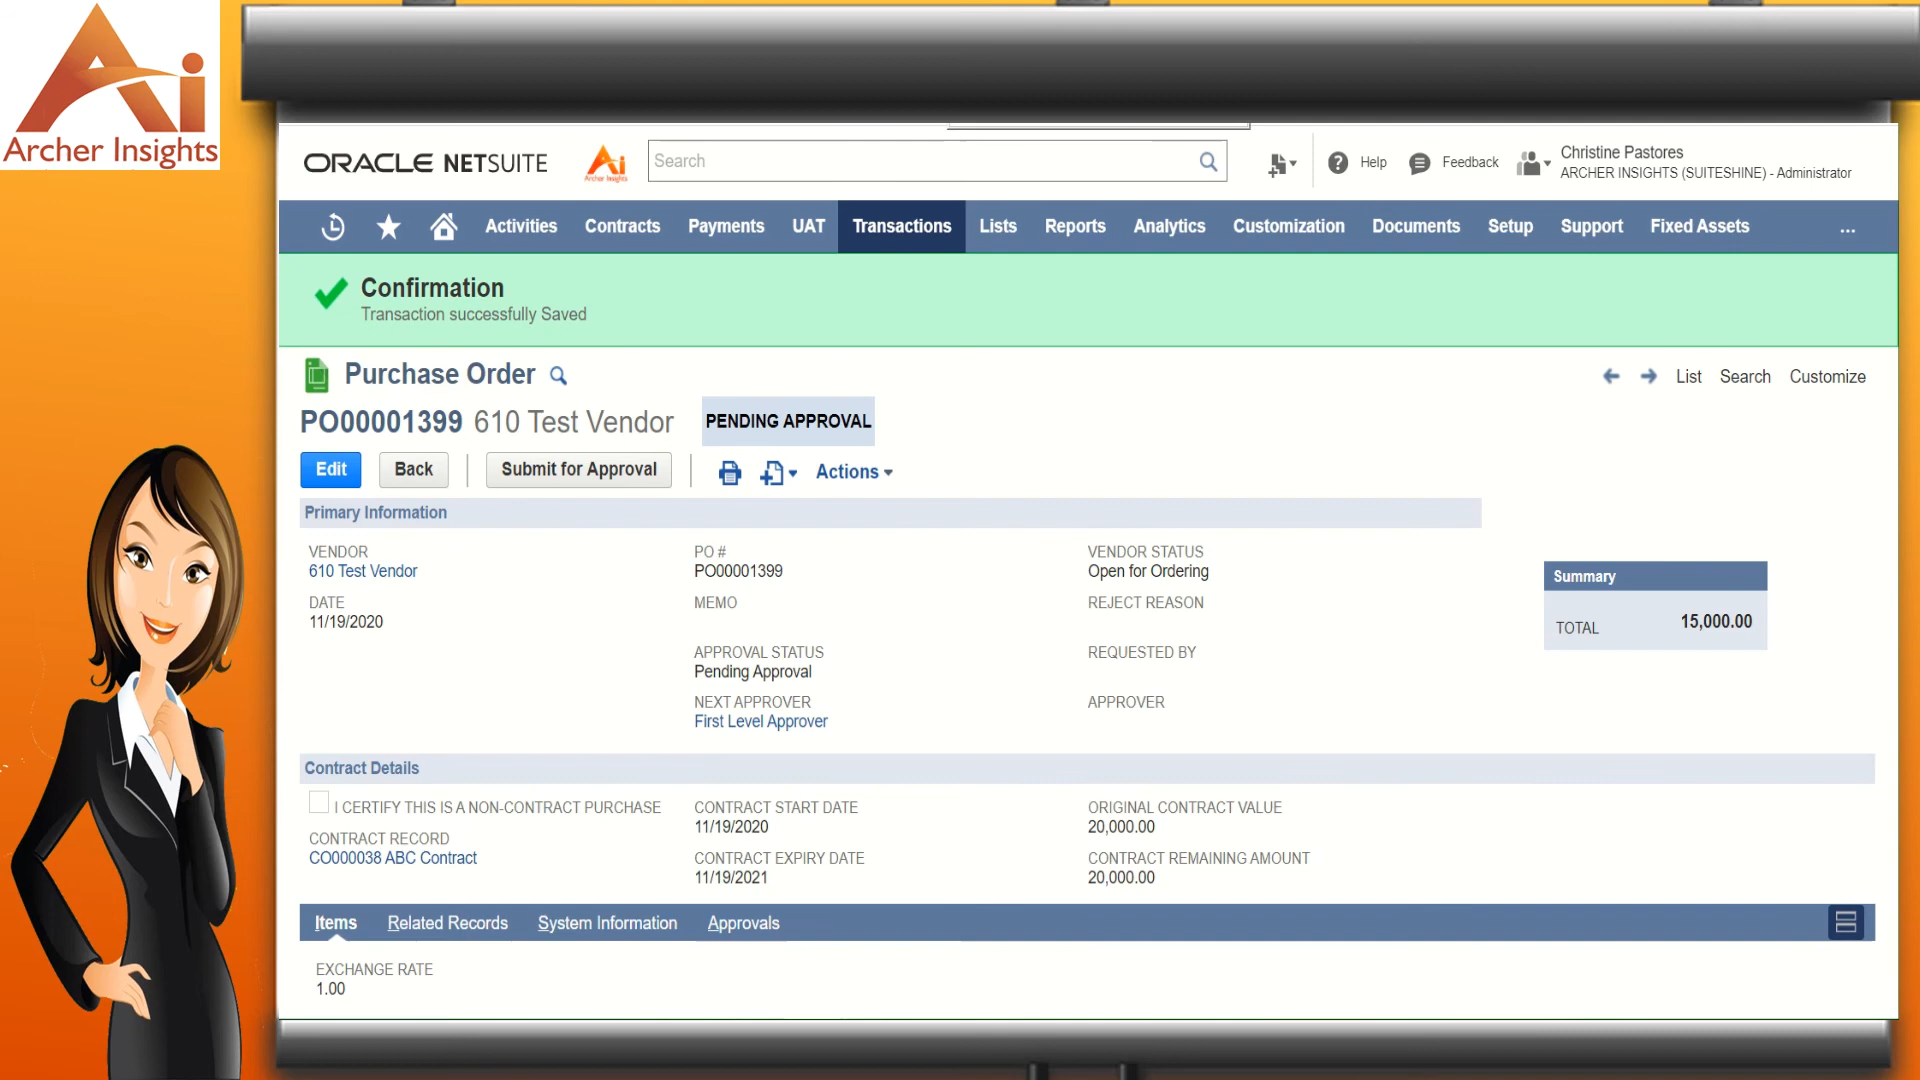 Archer Insights
ORACLE NETSUITE
Archer Insights
Search
Help
Feedback
Christine Pastores
ARCHER INSIGHTS (SUITESHINE) - Administrator
Activities Contracts Payments UAT Transactions Lists Reports Analytics Customization Documents Setup Support Fixed Assets ...
Confirmation
Transaction successfully Saved
Purchase Order
List Search Customize
PO00001399 610 Test Vendor PENDING APPROVAL
Edit Back Submit for Approval Actions
Primary Information
VENDOR
610 Test Vendor
DATE
11/19/2020
PO #
PO00001399
MEMO
APPROVAL STATUS
Pending Approval
NEXT APPROVER
First Level Approver
VENDOR STATUS
Open for Ordering
REJECT REASON
REQUESTED BY
APPROVER
Summary
TOTAL 15,000.00
Contract Details
I CERTIFY THIS IS A NON-CONTRACT PURCHASE
CONTRACT RECORD
CO000038 ABC Contract
CONTRACT START DATE
11/19/2020
CONTRACT EXPIRY DATE
11/19/2021
ORIGINAL CONTRACT VALUE
20,000.00
CONTRACT REMAINING AMOUNT
20,000.00
Items Related Records System Information Approvals
EXCHANGE RATE
1.00